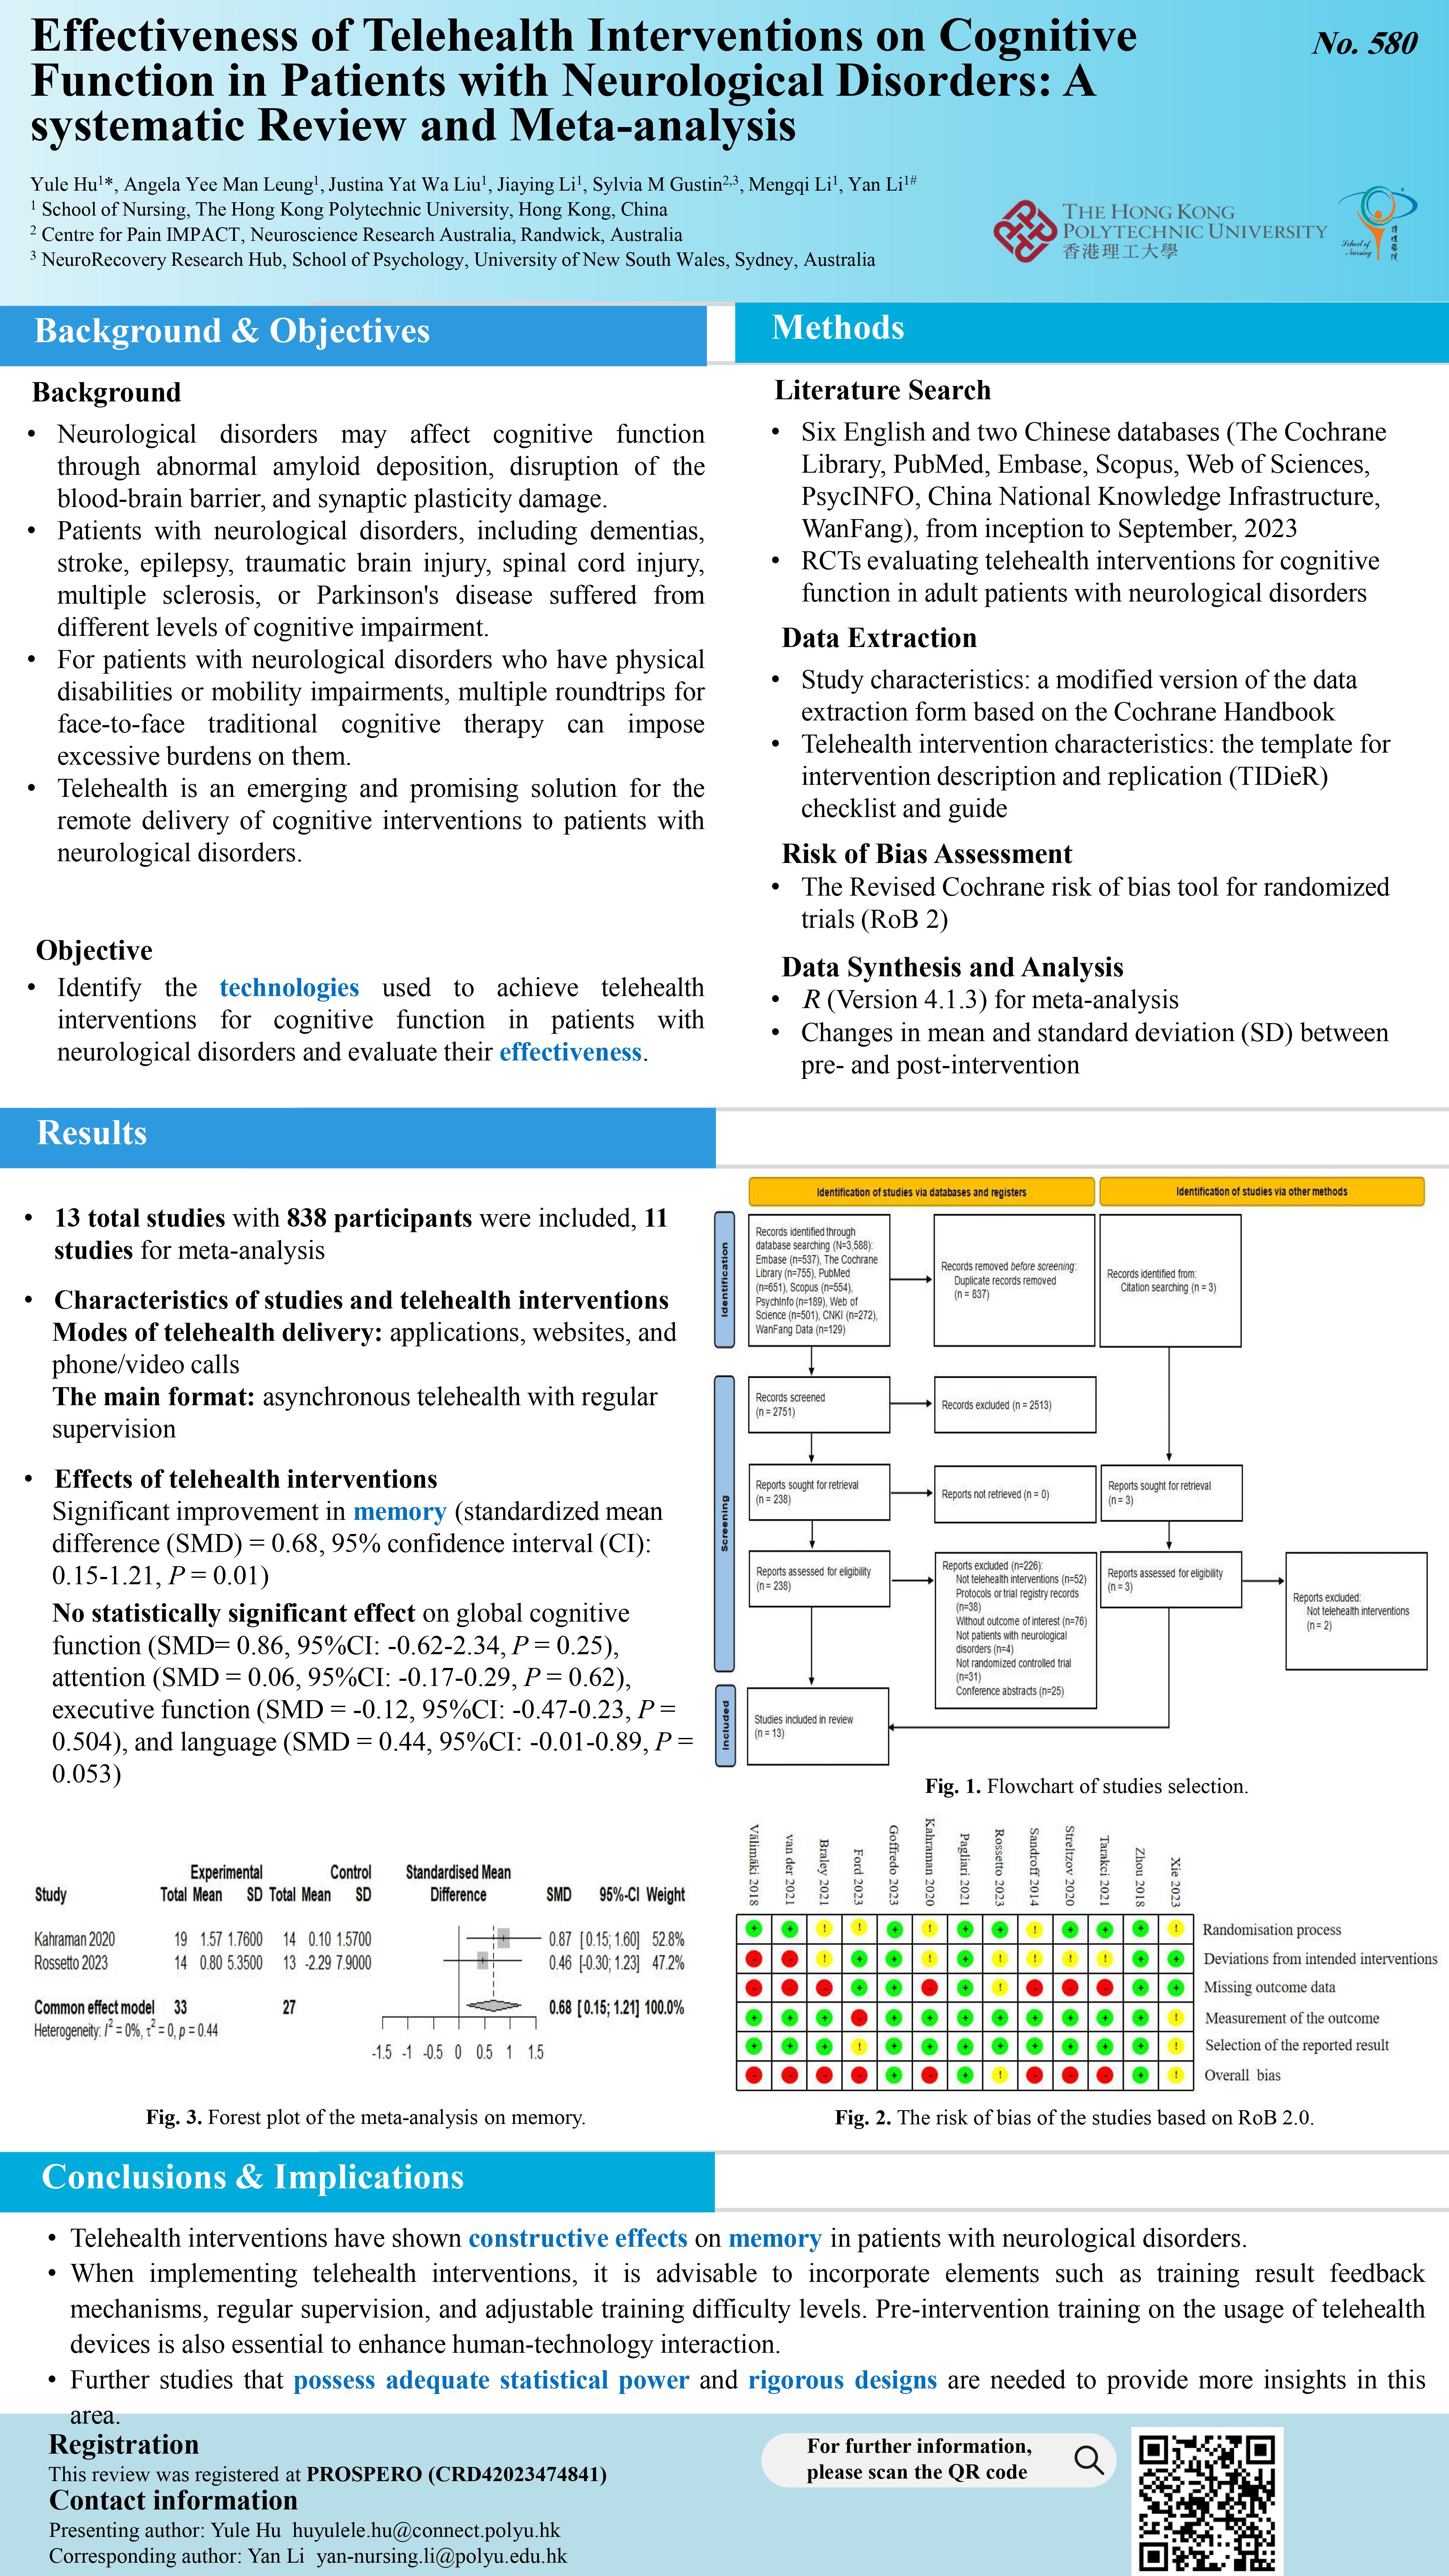 Effectiveness of Telehealth Interventions on Cognitive
Function in Patients with Neurological Disorders: A
systematic Review and Meta-analysis
No. 580
Yule Hu1*, Angela Yee Man Leung1, Justina Yat Wa Liu1, Jiaying Li1, Sylvia M Gustin2,3, Mengqi Li1, Yan Li1#
1 School of Nursing, The Hong Kong Polytechnic University, Hong Kong, China
2 Centre for Pain IMPACT, Neuroscience Research Australia, Randwick, Australia
3 NeuroRecovery Research Hub, School of Psychology, University of New South Wales, Sydney, Australia
THE HONG KONG
POLYTECHNIC UNIVERSITY
香港理工大學
School of
Nursing
Background & Objectives
Background
• Neurological disorders may affect cognitive function
through abnormal amyloid deposition, disruption of the
blood-brain barrier, and synaptic plasticity damage.
• Patients with neurological disorders, including dementias,
stroke, epilepsy, traumatic brain injury, spinal cord injury,
multiple sclerosis, or Parkinson's disease suffered from
different levels of cognitive impairment.
• For patients with neurological disorders who have physical
disabilities or mobility impairments, multiple roundtrips for
face-to-face traditional cognitive therapy can impose
excessive burdens on them.
• Telehealth is an emerging and promising solution for the
remote delivery of cognitive interventions to patients with
neurological disorders.
Objective
• Identify the technologies used to achieve telehealth
interventions for cognitive function in patients with
neurological disorders and evaluate their effectiveness.
Methods
Literature Search
• Six English and two Chinese databases (The Cochrane
Library, PubMed, Embase, Scopus, Web of Sciences,
PsycINFO, China National Knowledge Infrastructure,
WanFang), from inception to September, 2023
• RCTs evaluating telehealth interventions for cognitive
function in adult patients with neurological disorders
Data Extraction
• Study characteristics: a modified version of the data
extraction form based on the Cochrane Handbook
• Telehealth intervention characteristics: the template for
intervention description and replication (TIDieR)
checklist and guide
Risk of Bias Assessment
• The Revised Cochrane risk of bias tool for randomized
trials (RoB 2)
Data Synthesis and Analysis
• R (Version 4.1.3) for meta-analysis
• Changes in mean and standard deviation (SD) between
pre- and post-intervention
Results
• 13 total studies with 838 participants were included, 11
studies for meta-analysis
• Characteristics of studies and telehealth interventions
Modes of telehealth delivery: applications, websites, and
phone/video calls
The main format: asynchronous telehealth with regular
supervision
• Effects of telehealth interventions
Significant improvement in memory (standardized mean
difference (SMD) = 0.68, 95% confidence interval (CI):
0.15-1.21, P = 0.01)
No statistically significant effect on global cognitive
function (SMD= 0.86, 95%CI: -0.62-2.34, P = 0.25),
attention (SMD = 0.06, 95%CI: -0.17-0.29, P = 0.62),
executive function (SMD = -0.12, 95%CI: -0.47-0.23, P =
0.504), and language (SMD = 0.44, 95%CI: -0.01-0.89, P =
0.053)
Identification of studies via databases and registers
Identification of studies via other methods
Identification
Records identified through
database searching (N=3,588):
Embase (n=537), The Cochrane
Library (n=755), PubMed
(n=651), Scopus (n=554),
PsychInfo (n=189), Web of
Science (n=501), CNKI (n=272),
WanFang Data (n=129)
Records removed before screening:
Duplicate records removed
(n = 837)
Records identified from:
Citation searching (n = 3)
Screening
Records screened
(n = 2751)
Records excluded (n = 2513)
Reports sought for retrieval
(n = 238)
Reports not retrieved (n = 0)
Reports sought for retrieval
(n = 3)
Reports assessed for eligibility
(n = 238)
Reports excluded (n=226):
Not telehealth interventions (n=52)
Protocols or trial registry records
(n=38)
Without outcome of interest (n=76)
Not patients with neurological
disorders (n=4)
Not randomized controlled trial
(n=31)
Conference abstracts (n=25)
Reports assessed for eligibility
(n = 3)
Reports excluded:
Not telehealth interventions
(n = 2)
Included
Studies included in review
(n = 13)
Fig. 1. Flowchart of studies selection.
Experimental Control Standardised Mean
Study Total Mean SD Total Mean SD Difference SMD 95%-CI Weight
Kahraman 2020 19 1.57 1.7600 14 0.10 1.5700 0.87 [ 0.15; 1.60] 52.8%
Rossetto 2023 14 0.80 5.3500 13 -2.29 7.9000 0.46 [-0.30; 1.23] 47.2%
Common effect model 33 27 0.68 [ 0.15; 1.21] 100.0%
Heterogeneity: I2 = 0%, τ2 = 0, p = 0.44
-1.5 -1 -0.5 0 0.5 1 1.5
Fig. 3. Forest plot of the meta-analysis on memory.
Välimäki 2018
van der 2021
Braley 2021
Ford 2023
Goffredo 2023
Kahraman 2020
Pagliari 2021
Rossetto 2023
Sandroff 2014
Streltzov 2020
Tarakci 2021
Zhou 2018
Xie 2023
+ + ! ! + ! + + ! + + + ! Randomisation process
- - ! + + ! + ! ! ! ! + + Deviations from intended interventions
- - - + + - + ! - - - + + Missing outcome data
+ + + - + + + + + + + + ! Measurement of the outcome
+ + + ! + + + + + + + + ! Selection of the reported result
- - - - + - + ! - - - + ! Overall bias
Fig. 2. The risk of bias of the studies based on RoB 2.0.
Conclusions & Implications
• Telehealth interventions have shown constructive effects on memory in patients with neurological disorders.
• When implementing telehealth interventions, it is advisable to incorporate elements such as training result feedback
mechanisms, regular supervision, and adjustable training difficulty levels. Pre-intervention training on the usage of telehealth
devices is also essential to enhance human-technology interaction.
• Further studies that possess adequate statistical power and rigorous designs are needed to provide more insights in this
area.
Registration
This review was registered at PROSPERO (CRD42023474841)
Contact information
Presenting author: Yule Hu huyulele.hu@connect.polyu.hk
Corresponding author: Yan Li yan-nursing.li@polyu.edu.hk
For further information,
please scan the QR code